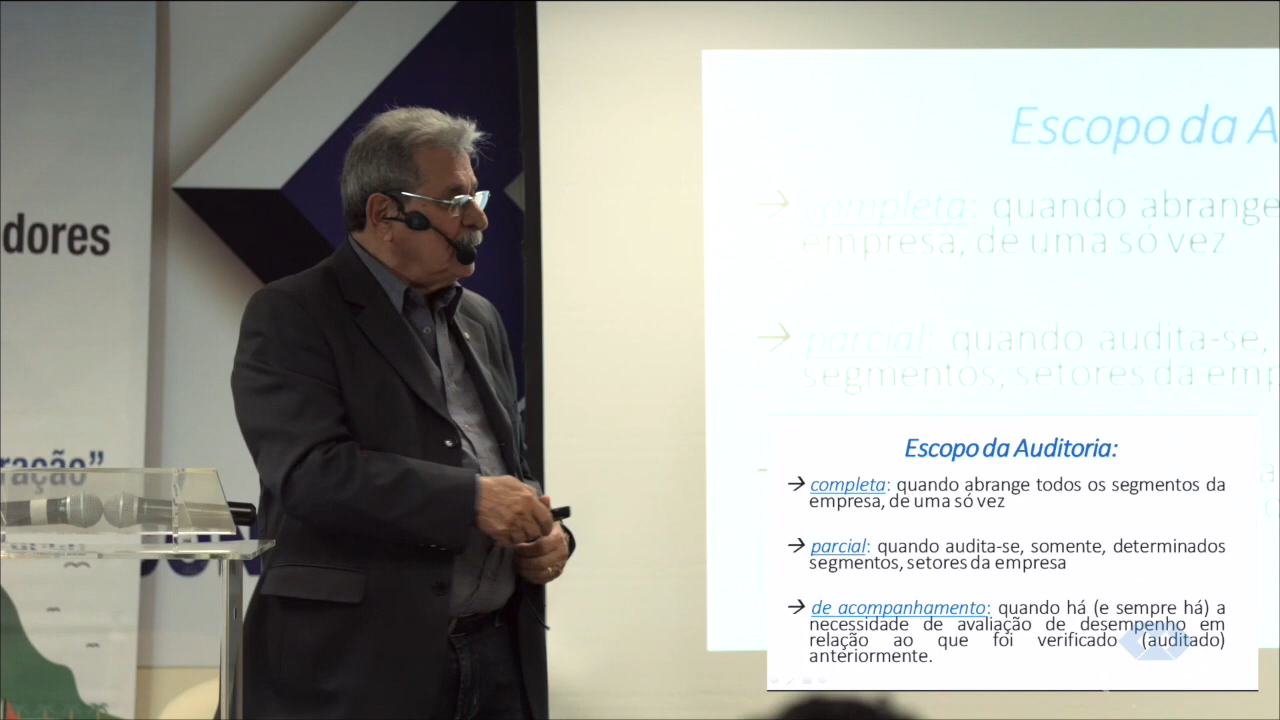 dores
ração”
Escopo da A
completa: quando abrange
empresa, de uma só vez
parcial: quando audita-se,
segmentos, setores da emp
Escopo da Auditoria:
→ completa: quando abrange todos os segmentos da
empresa, de uma só vez
→ parcial: quando audita-se, somente, determinados
segmentos, setores da empresa
→ de acompanhamento: quando há (e sempre há) a
necessidade de avaliação de desempenho em
relação ao que foi verificado (auditado)
anteriormente.